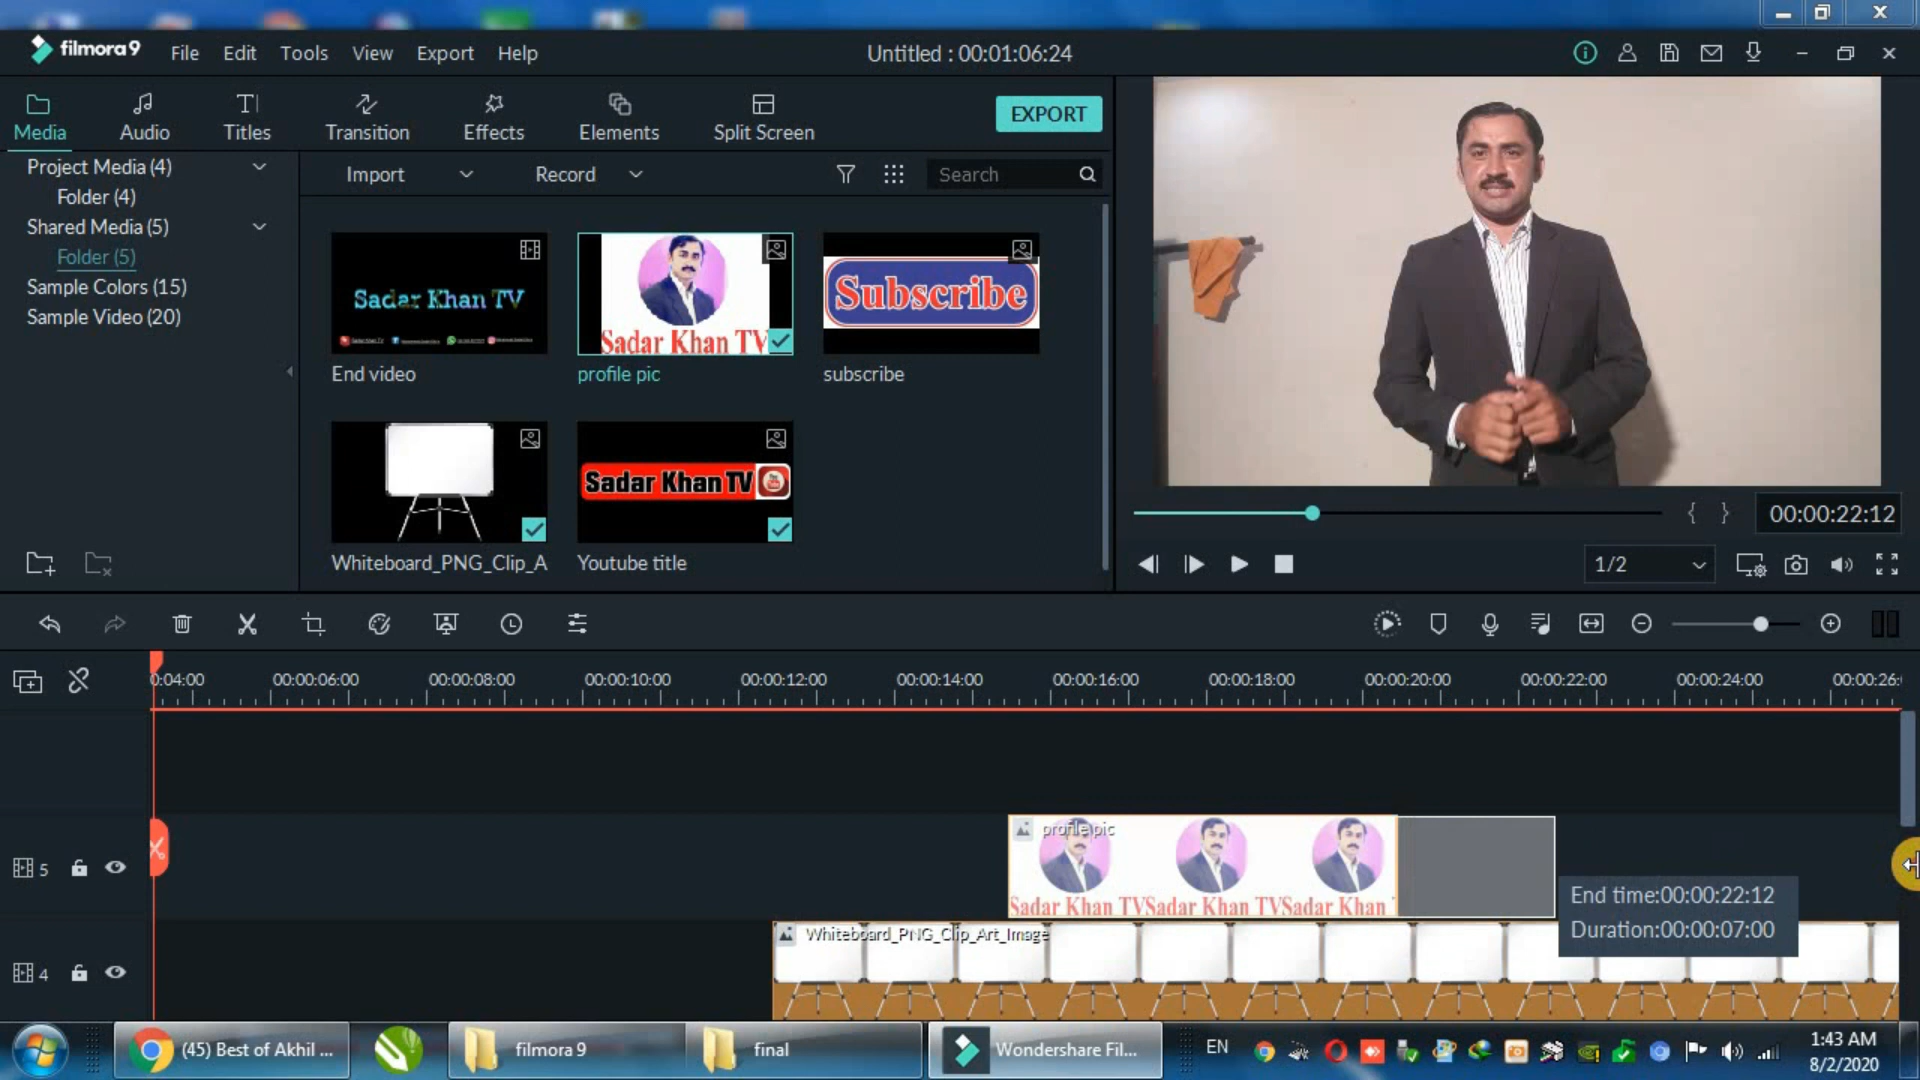 filmora9 File Edit Tools View Export Help Untitled : 00:01:06:24
Media Audio Titles Transition Effects Elements Split Screen EXPORT
Project Media (4)
Folder (4)
Shared Media (5)
Folder (5)
Sample Colors (15)
Sample Video (20)
Import Record Search
Sadar Khan TV
End video
Sadar Khan TV
profile pic
Subscribe
subscribe
Whiteboard_PNG_Clip_A
Sadar Khan TV
Youtube title
{ } 00:00:22:12
1/2
0:04:00 00:00:06:00 00:00:08:00 00:00:10:00 00:00:12:00 00:00:14:00 00:00:16:00 00:00:18:00 00:00:20:00 00:00:22:00 00:00:24:00 00:00:26:
profile pic
Sadar Khan TV Sadar Khan TV Sadar Khan
5
End time:00:00:22:12
Duration:00:00:07:00
Whiteboard_PNG_Clip_Art_Image
4
(45) Best of Akhil ... filmora 9 final Wondershare Fil... EN 1:43 AM
8/2/2020